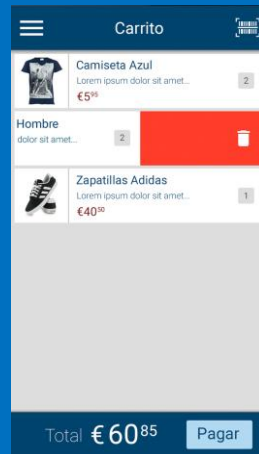 Carrito
Camiseta Azul
Lorem ipsum dolor sit amet...
2
€5⁹⁵
Hombre
dolor sit amet...
2
Zapatillas Adidas
Lorem ipsum dolor sit amet...
1
€40⁵⁰
Total €60⁸⁵
Pagar